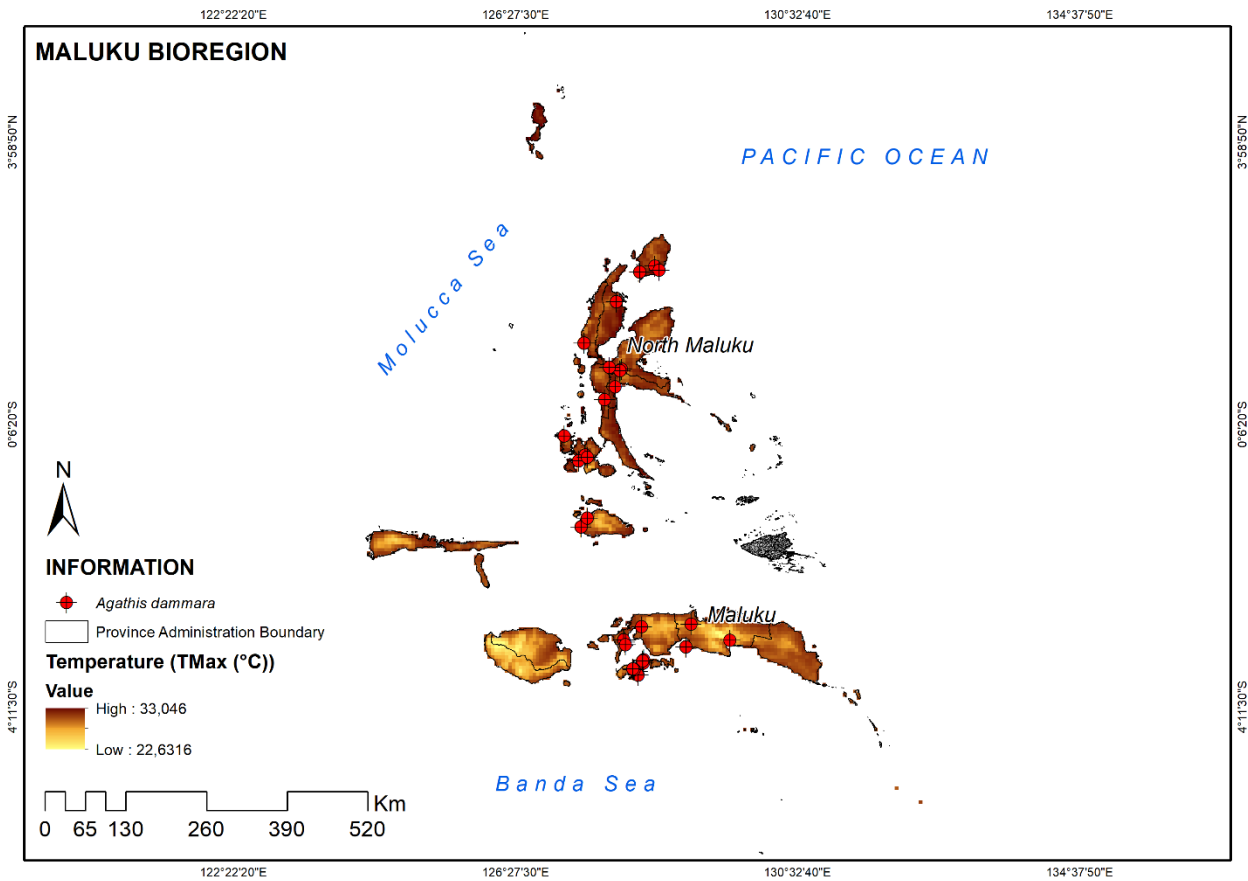 122°22'20"E 126°27'30"E 130°32'40"E 134°37'50"E
MALUKU BIOREGION
3°58'50"N
3°58'50"N
PACIFIC OCEAN
Molucca Sea
North Maluku
0°6'20"S
0°6'20"S
N
INFORMATION
Agathis dammara
Province Administration Boundary
Temperature (TMax (°C))
Value
High : 33,046
Low : 22,6316
Maluku
4°11'30"S
4°11'30"S
Banda Sea
Km
0 65 130 260 390 520
122°22'20"E 126°27'30"E 130°32'40"E 134°37'50"E